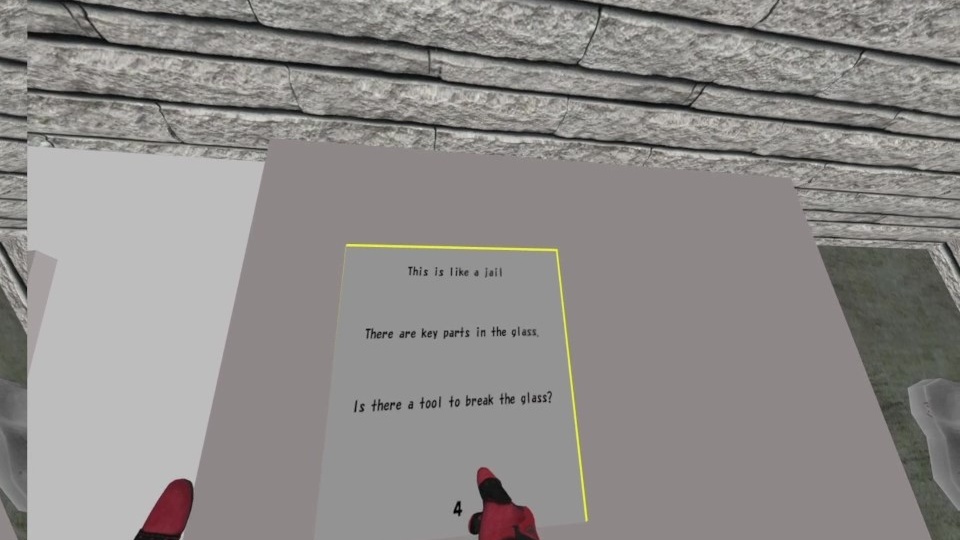 This is like a jail
There are key parts in the glass.
Is there a tool to break the glass?
4